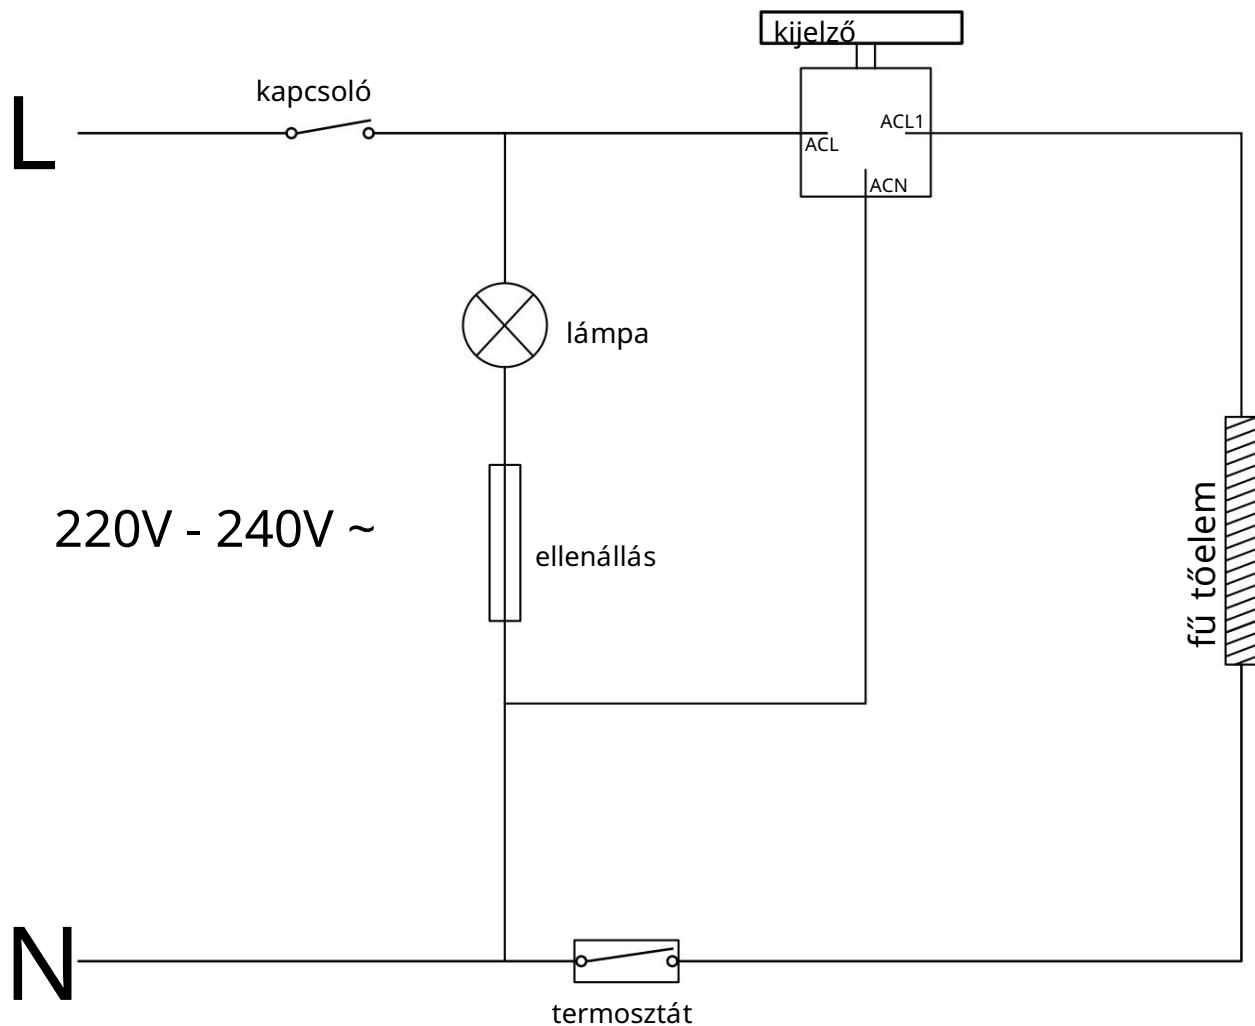 kijelző
kapcsoló
L
ACL1
ACL
ACN
lámpa
220V - 240V ~
ellenállás
fű tőelem
N
termosztát